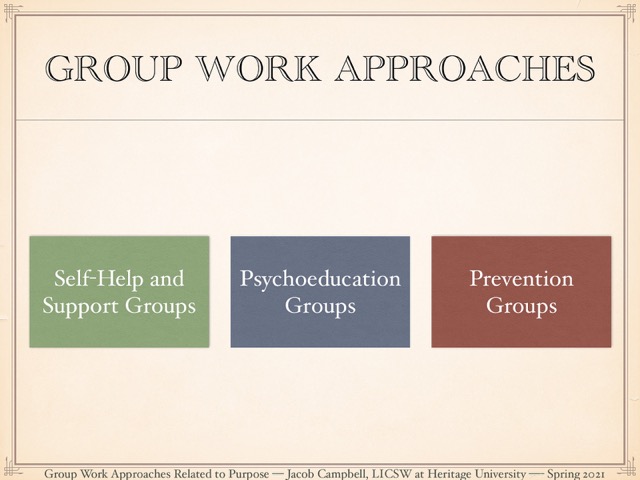 GROUP WORK APPROACHES
Self-Help and
Support Groups
Psychoeducation
Groups
Prevention
Groups
Group Work Approaches Related to Purpose — Jacob Campbell, LICSW at Heritage University — Spring 2021